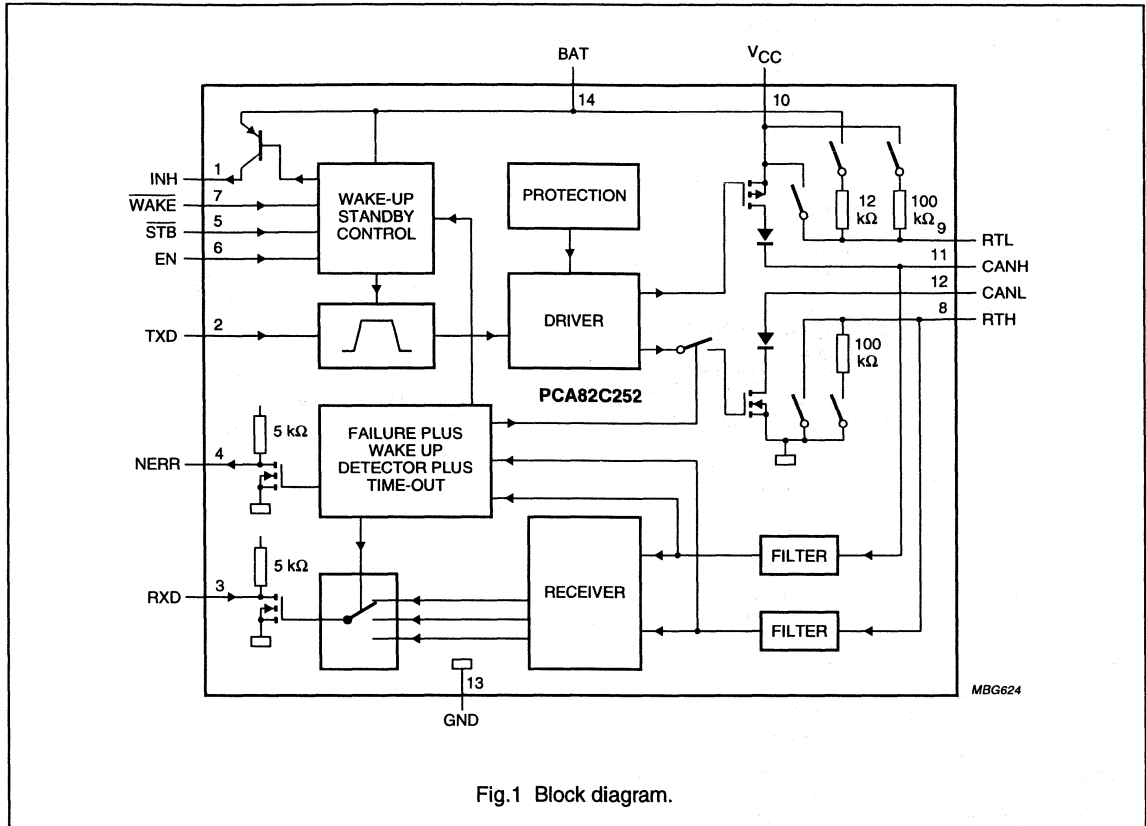 BAT
VCC
14
10
1
INH
7
WAKE
5
STB
6
EN
WAKE-UP
STANDBY
CONTROL
PROTECTION
12
kΩ
100
kΩ
9
RTL
11
CANH
12
CANL
8
RTH
2
TXD
DRIVER
100
kΩ
PCA82C252
5 kΩ
4
NERR
FAILURE PLUS
WAKE UP
DETECTOR PLUS
TIME-OUT
5 kΩ
3
RXD
RECEIVER
FILTER
FILTER
13
GND
MBG624
Fig.1 Block diagram.